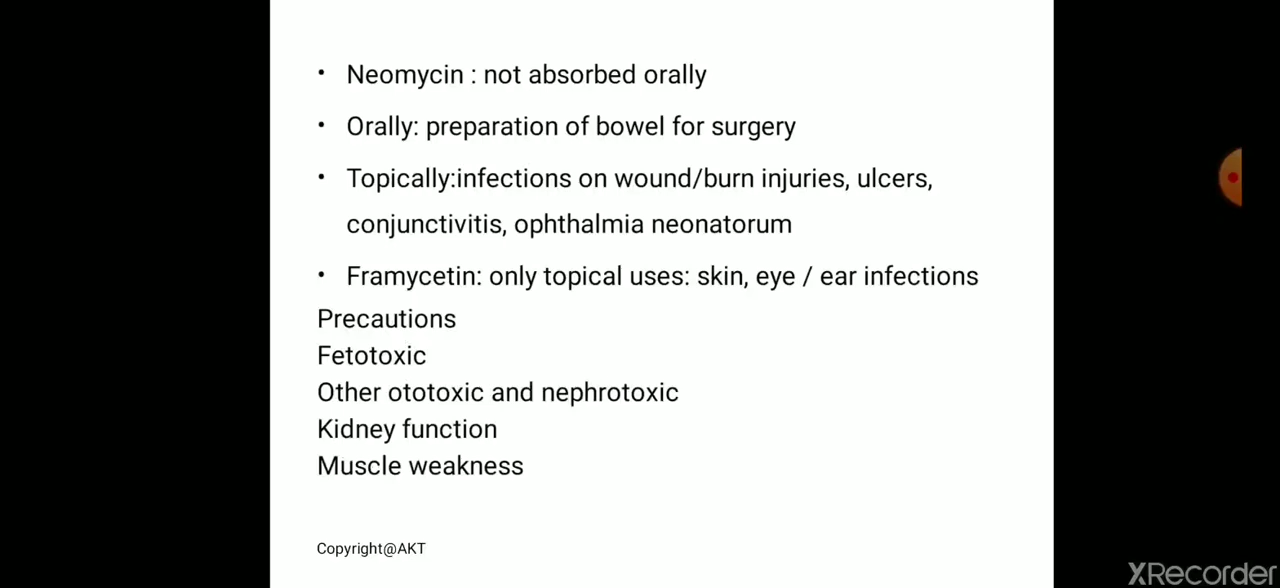 • Neomycin : not absorbed orally
• Orally: preparation of bowel for surgery
• Topically:infections on wound/burn injuries, ulcers,
conjunctivitis, ophthalmia neonatorum
• Framycetin: only topical uses: skin, eye / ear infections
Precautions
Fetotoxic
Other ototoxic and nephrotoxic
Kidney function
Muscle weakness
Copyright@AKT
XRecorder